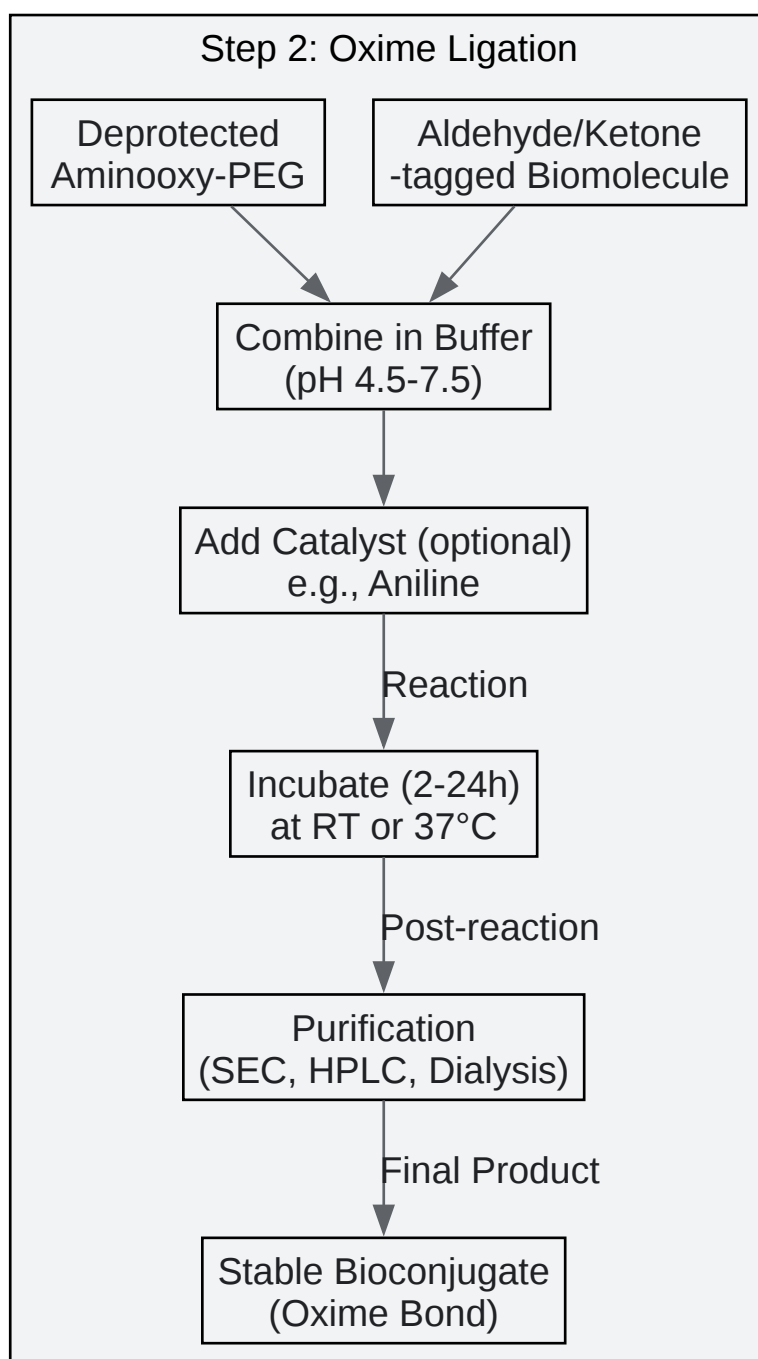 Step 2: Oxime Ligation
Deprotected
Aminooxy-PEG
Aldehyde/Ketone
-tagged Biomolecule
Combine in Buffer
(pH 4.5-7.5)
Add Catalyst (optional)
e.g., Aniline
Reaction
Incubate (2-24h)
at RT or 37°C
Post-reaction
Purification
(SEC, HPLC, Dialysis)
Final Product
Stable Bioconjugate
(Oxime Bond)